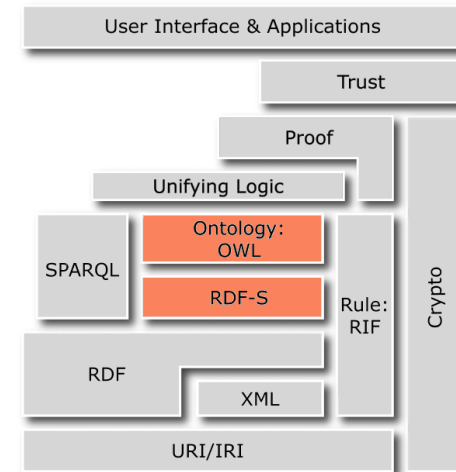 User Interface & Applications
Trust
Proof
Unifying Logic
Ontology:
OWL
SPARQL
RDF-S
Rule:
RIF
Crypto
RDF
XML
URI/IRI